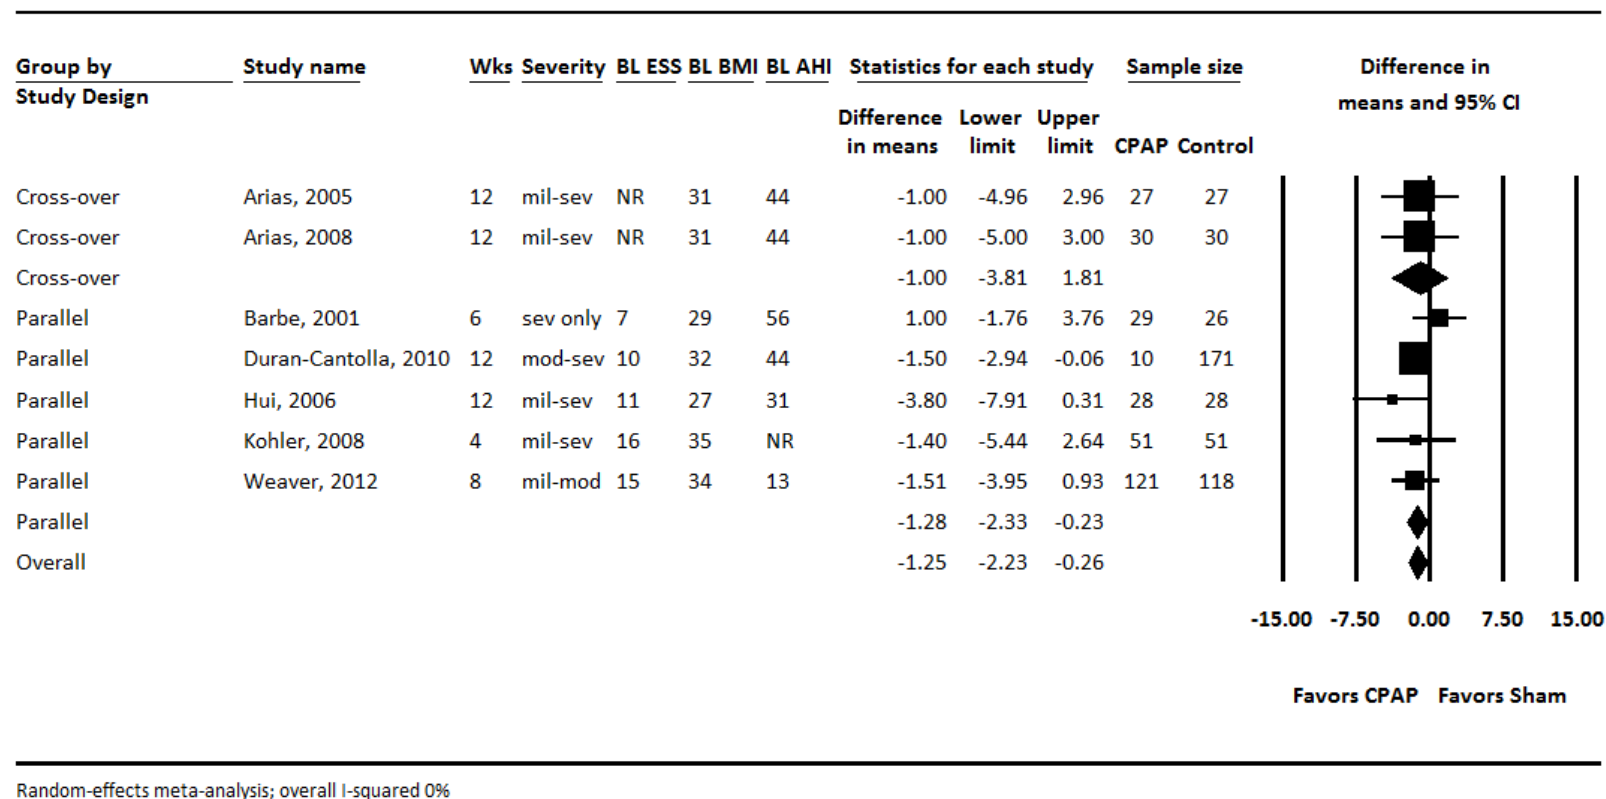 Group by Study name Wks Severity BL ESS BL BMI BL AHI Statistics for each study Sample size Difference in
Study Design means and 95% CI
Difference Lower Upper
in means limit limit CPAP Control
Cross-over Arias, 2005 12 mil-sev NR 31 44 -1.00 -4.96 2.96 27 27
Cross-over Arias, 2008 12 mil-sev NR 31 44 -1.00 -5.00 3.00 30 30
Cross-over -1.00 -3.81 1.81
Parallel Barbe, 2001 6 sev only 7 29 56 1.00 -1.76 3.76 29 26
Parallel Duran-Cantolla, 2010 12 mod-sev 10 32 44 -1.50 -2.94 -0.06 10 171
Parallel Hui, 2006 12 mil-sev 11 27 31 -3.80 -7.91 0.31 28 28
Parallel Kohler, 2008 4 mil-sev 16 35 NR -1.40 -5.44 2.64 51 51
Parallel Weaver, 2012 8 mil-mod 15 34 13 -1.51 -3.95 0.93 121 118
Parallel -1.28 -2.33 -0.23
Overall -1.25 -2.23 -0.26
-15.00 -7.50 0.00 7.50 15.00
Favors CPAP Favors Sham
Random-effects meta-analysis; overall I-squared 0%